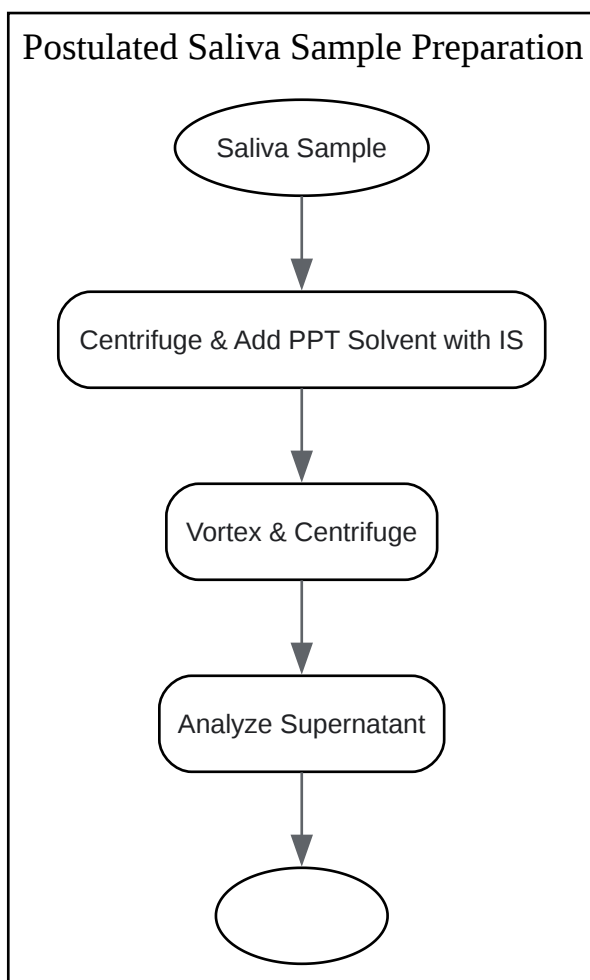 Postulated Saliva Sample Preparation
Saliva Sample
Centrifuge & Add PPT Solvent with IS
Vortex & Centrifuge
Analyze Supernatant